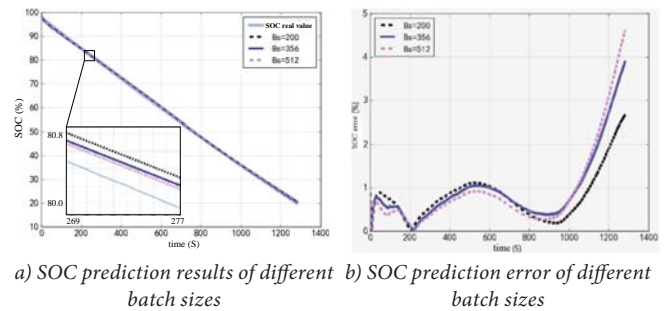 a)
SOC real value
Bs=200
Bs=356
Bs=512
SOC (%)
100
90
80
70
60
50
40
30
20
10
80.8
80.0
269
277
0
200
400
600
800
1000
1200
1400
time (S)
b)
Bs=200
Bs=356
Bs=512
SOC error [%]
5
4
3
2
1
0
0
200
400
600
800
1000
1200
1400
time (S)
a) SOC prediction results of different
batch sizes
b) SOC prediction error of different
batch sizes